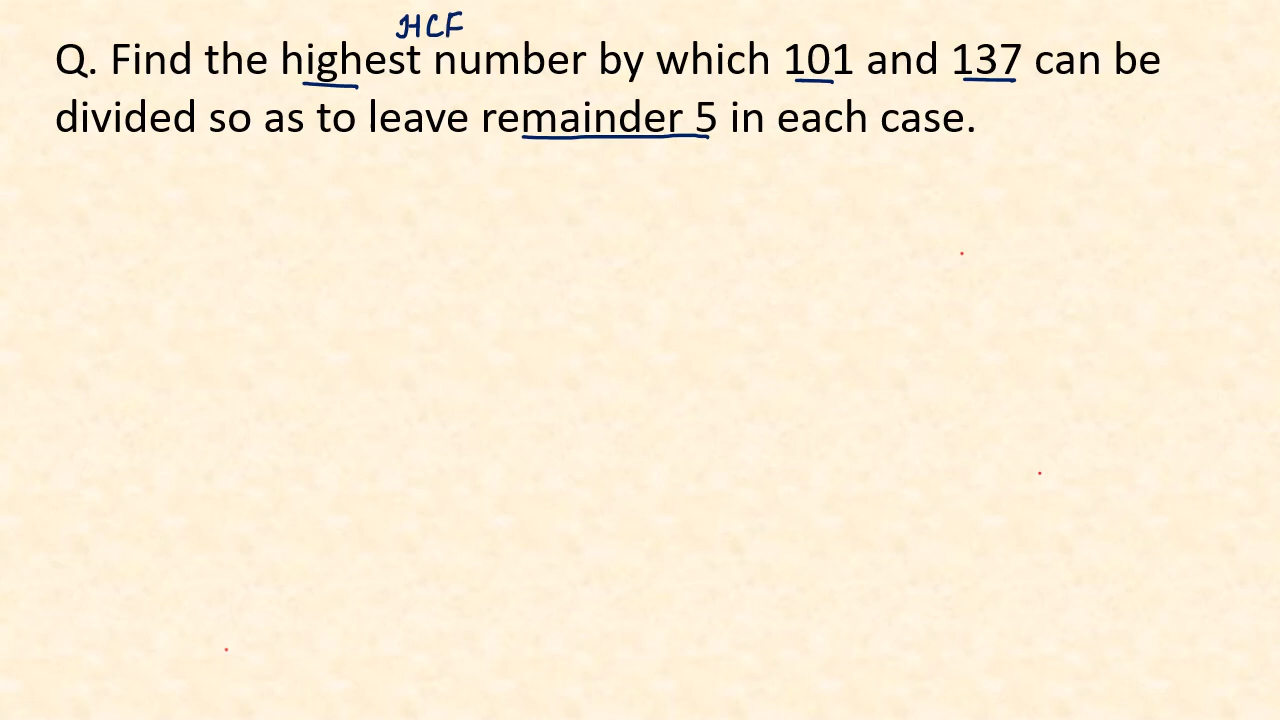 HCF
Q. Find the highest number by which 101 and 137 can be
divided so as to leave remainder 5 in each case.